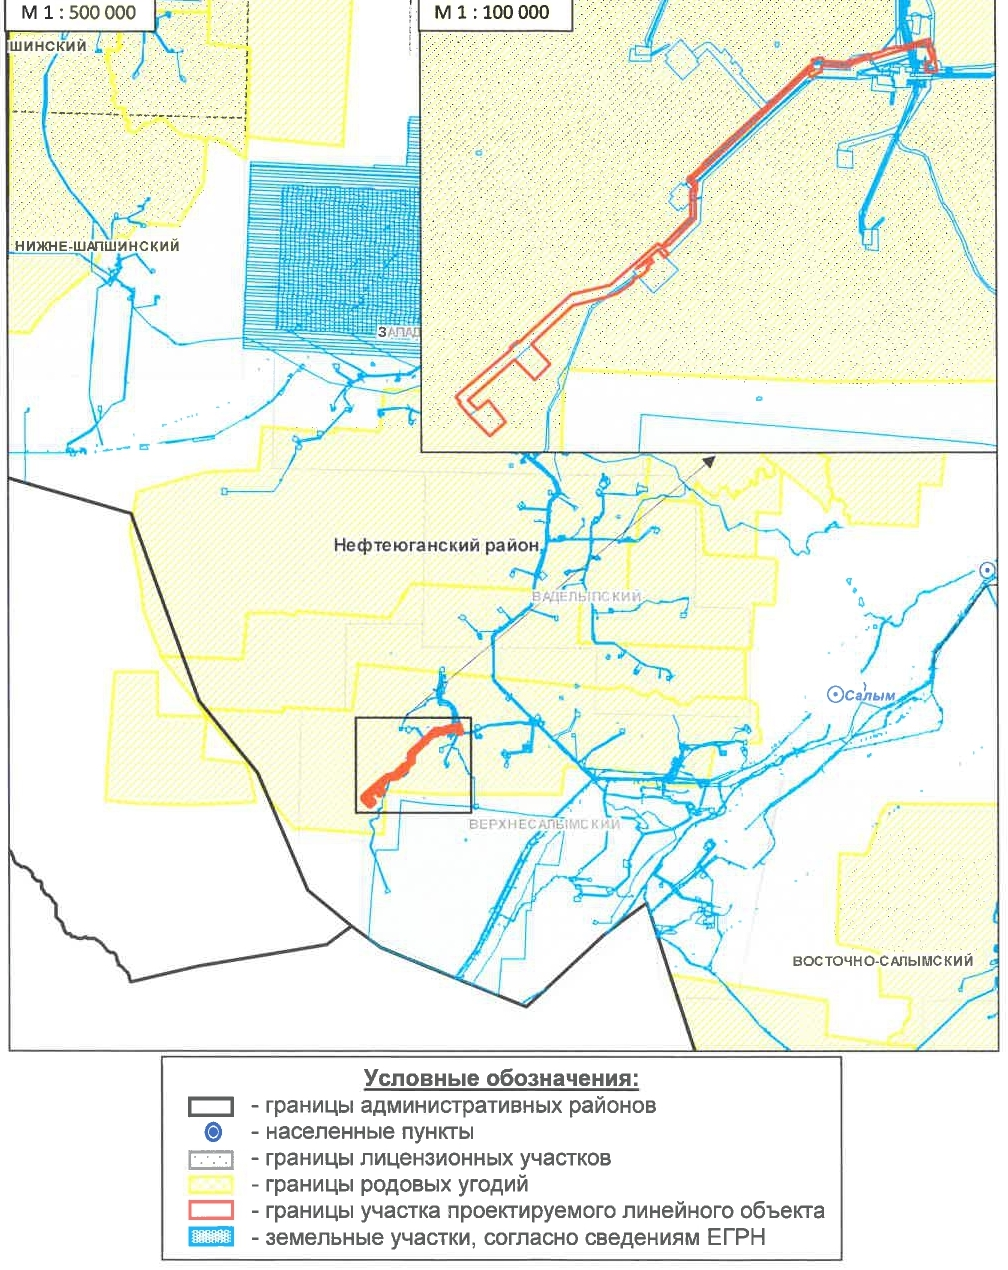 М 1 : 500 000
М 1 : 100 000
ШИНСКИЙ
НИЖНЕ-ШАПШИНСКИЙ
ЗАПАД
Нефтеюганский район
ВАДЕЛЫПСКИЙ
Салым
ВЕРХНЕСАЛЫМСКИЙ
ВОСТОЧНО-САЛЫМСКИЙ
Условные обозначения:
- границы административных районов
- населенные пункты
- границы лицензионных участков
- границы родовых угодий
- границы участка проектируемого линейного объекта
- земельные участки, согласно сведениям ЕГРН